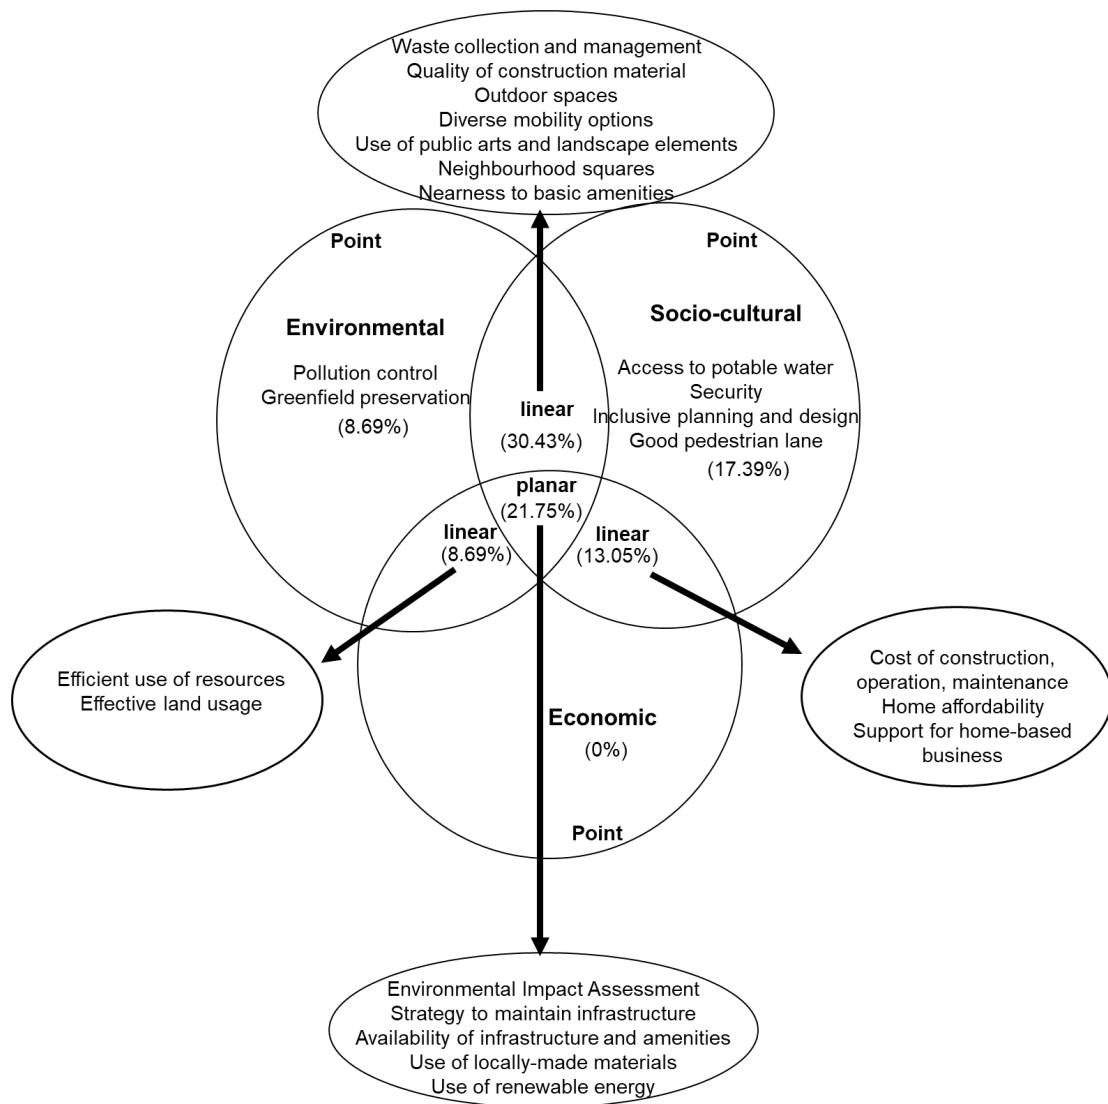 Waste collection and management
Quality of construction material
Outdoor spaces
Diverse mobility options
Use of public arts and landscape elements
Neighbourhood squares
Nearness to basic amenities
Point
Point
Environmental
Socio-cultural
Pollution control
Greenfield preservation
(8.69%)
Access to potable water
Security
Inclusive planning and design
Good pedestrian lane
(17.39%)
linear
(30.43%)
planar
(21.75%)
linear
(8.69%)
linear
(13.05%)
Efficient use of resources
Effective land usage
Cost of construction,
operation, maintenance
Home affordability
Support for home-based
business
Economic
(0%)
Point
Environmental Impact Assessment
Strategy to maintain infrastructure
Availability of infrastructure and amenities
Use of locally-made materials
Use of renewable energy